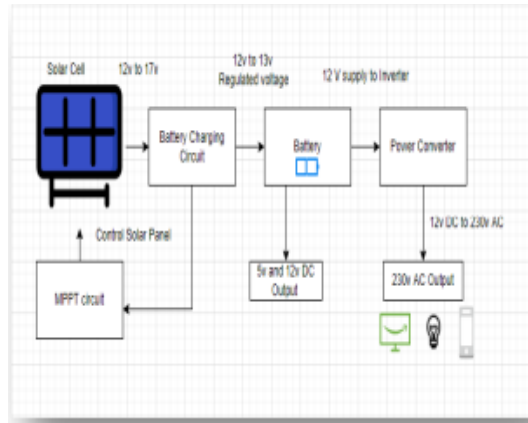 Solar Cell
12v to 17v
12v to 13v
Regulated voltage
12 V supply to Inverter
Battery Charging
Circuit
Battery
Power Converter
Control Solar Panel
12v DC to 230v AC
MPPT circuit
5v and 12v DC
Output
230v AC Output